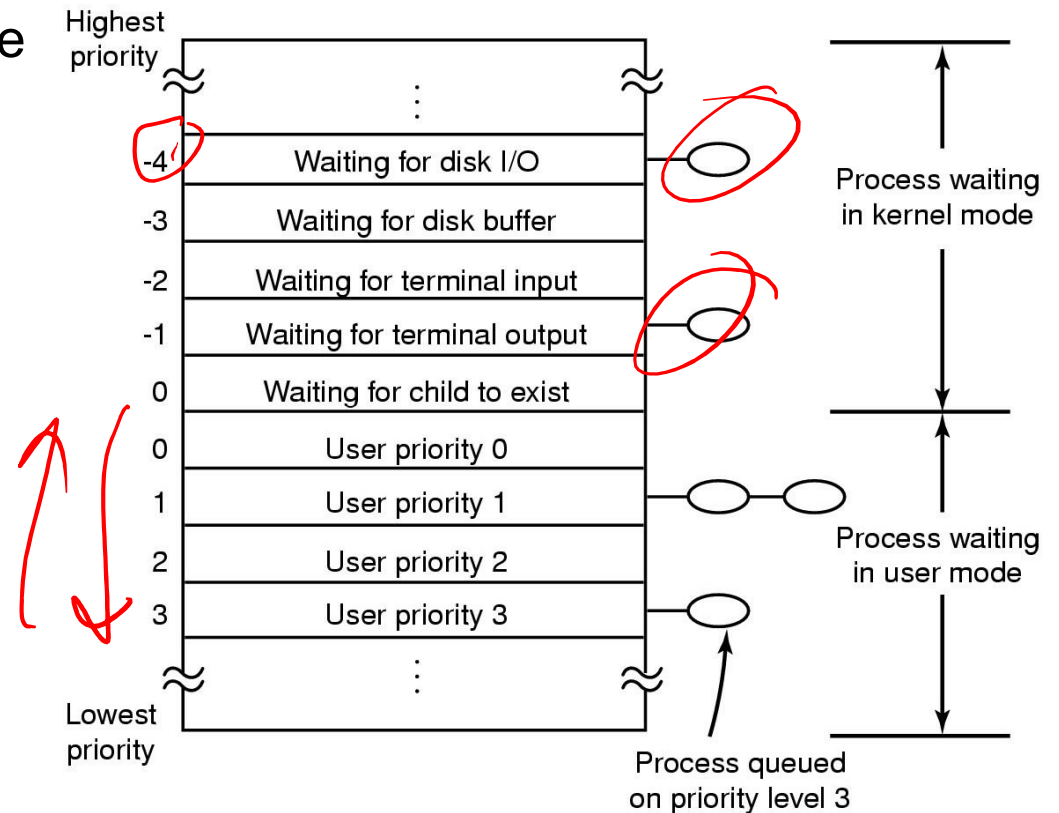 e
Highest
priority
⋮
-4 Waiting for disk I/O
-3 Waiting for disk buffer
-2 Waiting for terminal input
-1 Waiting for terminal output
0 Waiting for child to exist
0 User priority 0
1 User priority 1
2 User priority 2
3 User priority 3
⋮
Lowest
priority
Process waiting
in kernel mode
Process waiting
in user mode
Process queued
on priority level 3